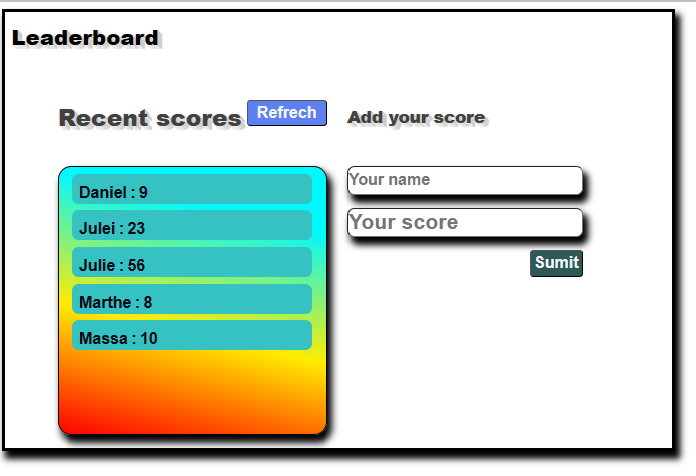 Leaderboard
Recent scores
Refrech
Add your score
Daniel : 9
Julei : 23
Julie : 56
Marthe : 8
Massa : 10
Your name
Your score
Sumit